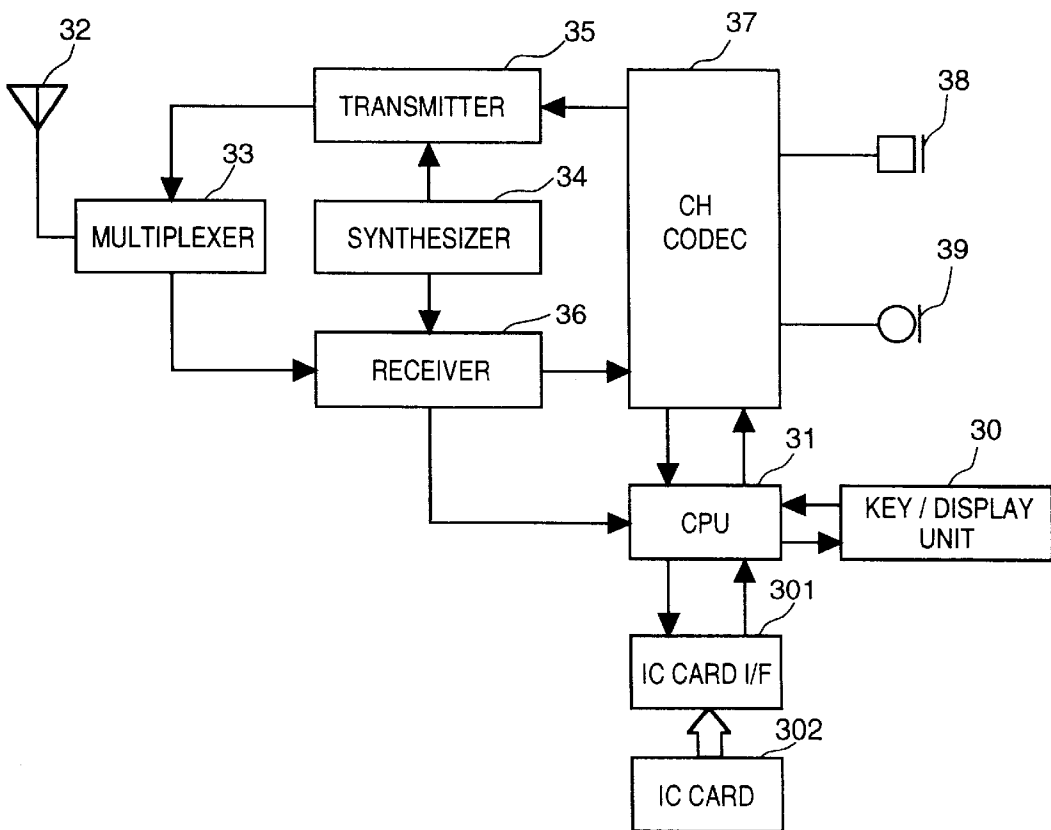 32
35
37
38
TRANSMITTER
33
34
CH
CODEC
MULTIPLEXER
SYNTHESIZER
39
36
RECEIVER
31
30
CPU
KEY / DISPLAY
UNIT
301
IC CARD I/F
302
IC CARD